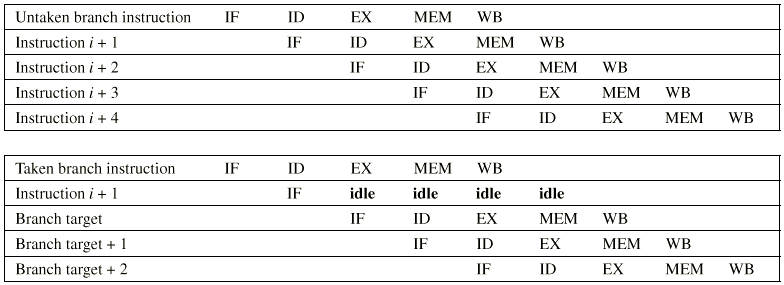 Untaken branch instruction IF ID EX MEM WB
Instruction i + 1 IF ID EX MEM WB
Instruction i + 2 IF ID EX MEM WB
Instruction i + 3 IF ID EX MEM WB
Instruction i + 4 IF ID EX MEM WB
Taken branch instruction IF ID EX MEM WB
Instruction i + 1 IF idle idle idle idle
Branch target IF ID EX MEM WB
Branch target + 1 IF ID EX MEM WB
Branch target + 2 IF ID EX MEM WB